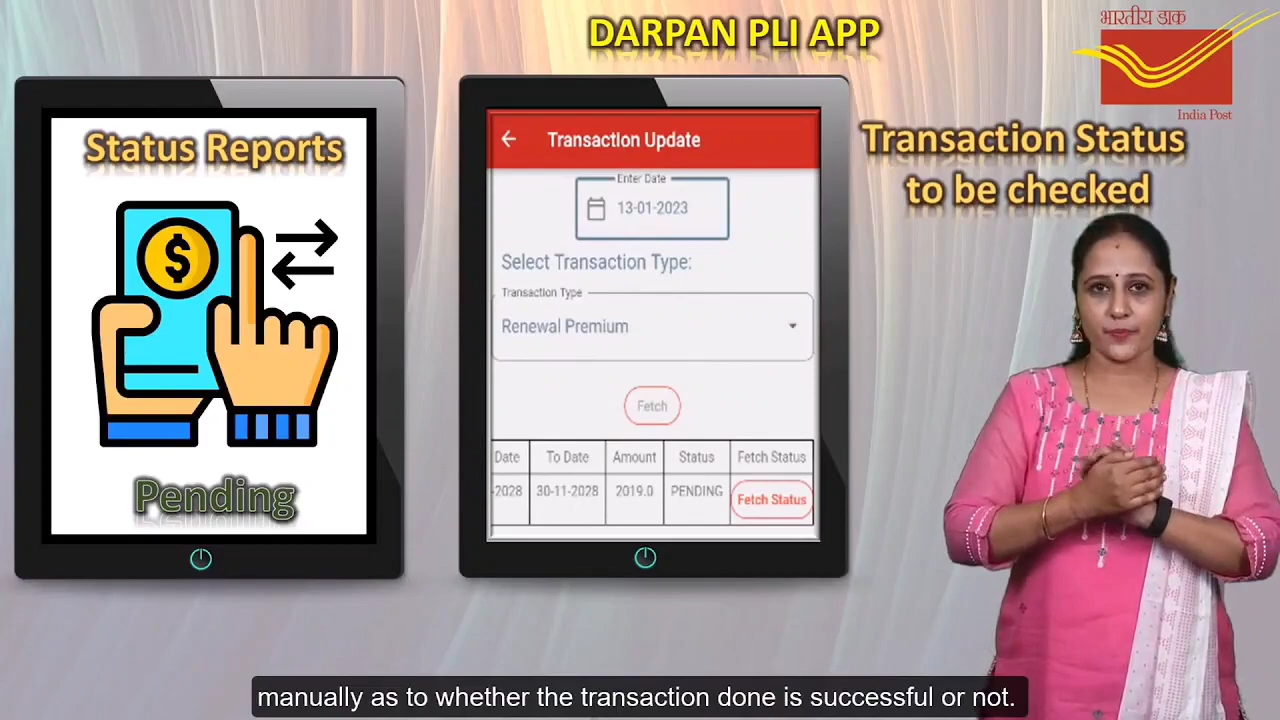 DARPAN PLI APP
भारतीय डाक
India Post
Status Reports
$
Pending
Transaction Update
Enter Date
13-01-2023
Select Transaction Type:
Transaction Type
Renewal Premium
Fetch
Date To Date Amount Status Fetch Status
-2028 30-11-2028 2019.0 PENDING Fetch Status
Transaction Status
to be checked
manually as to whether the transaction done is successful or not.